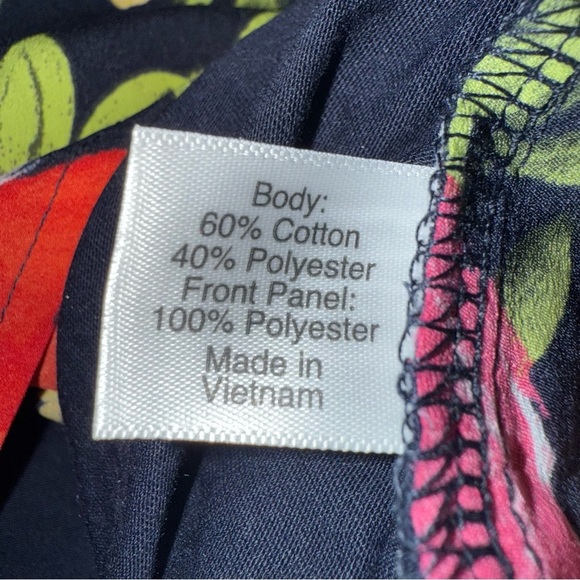 Body:
60% Cotton
40% Polyester
Front Panel:
100% Polyester
Made in
Vietnam